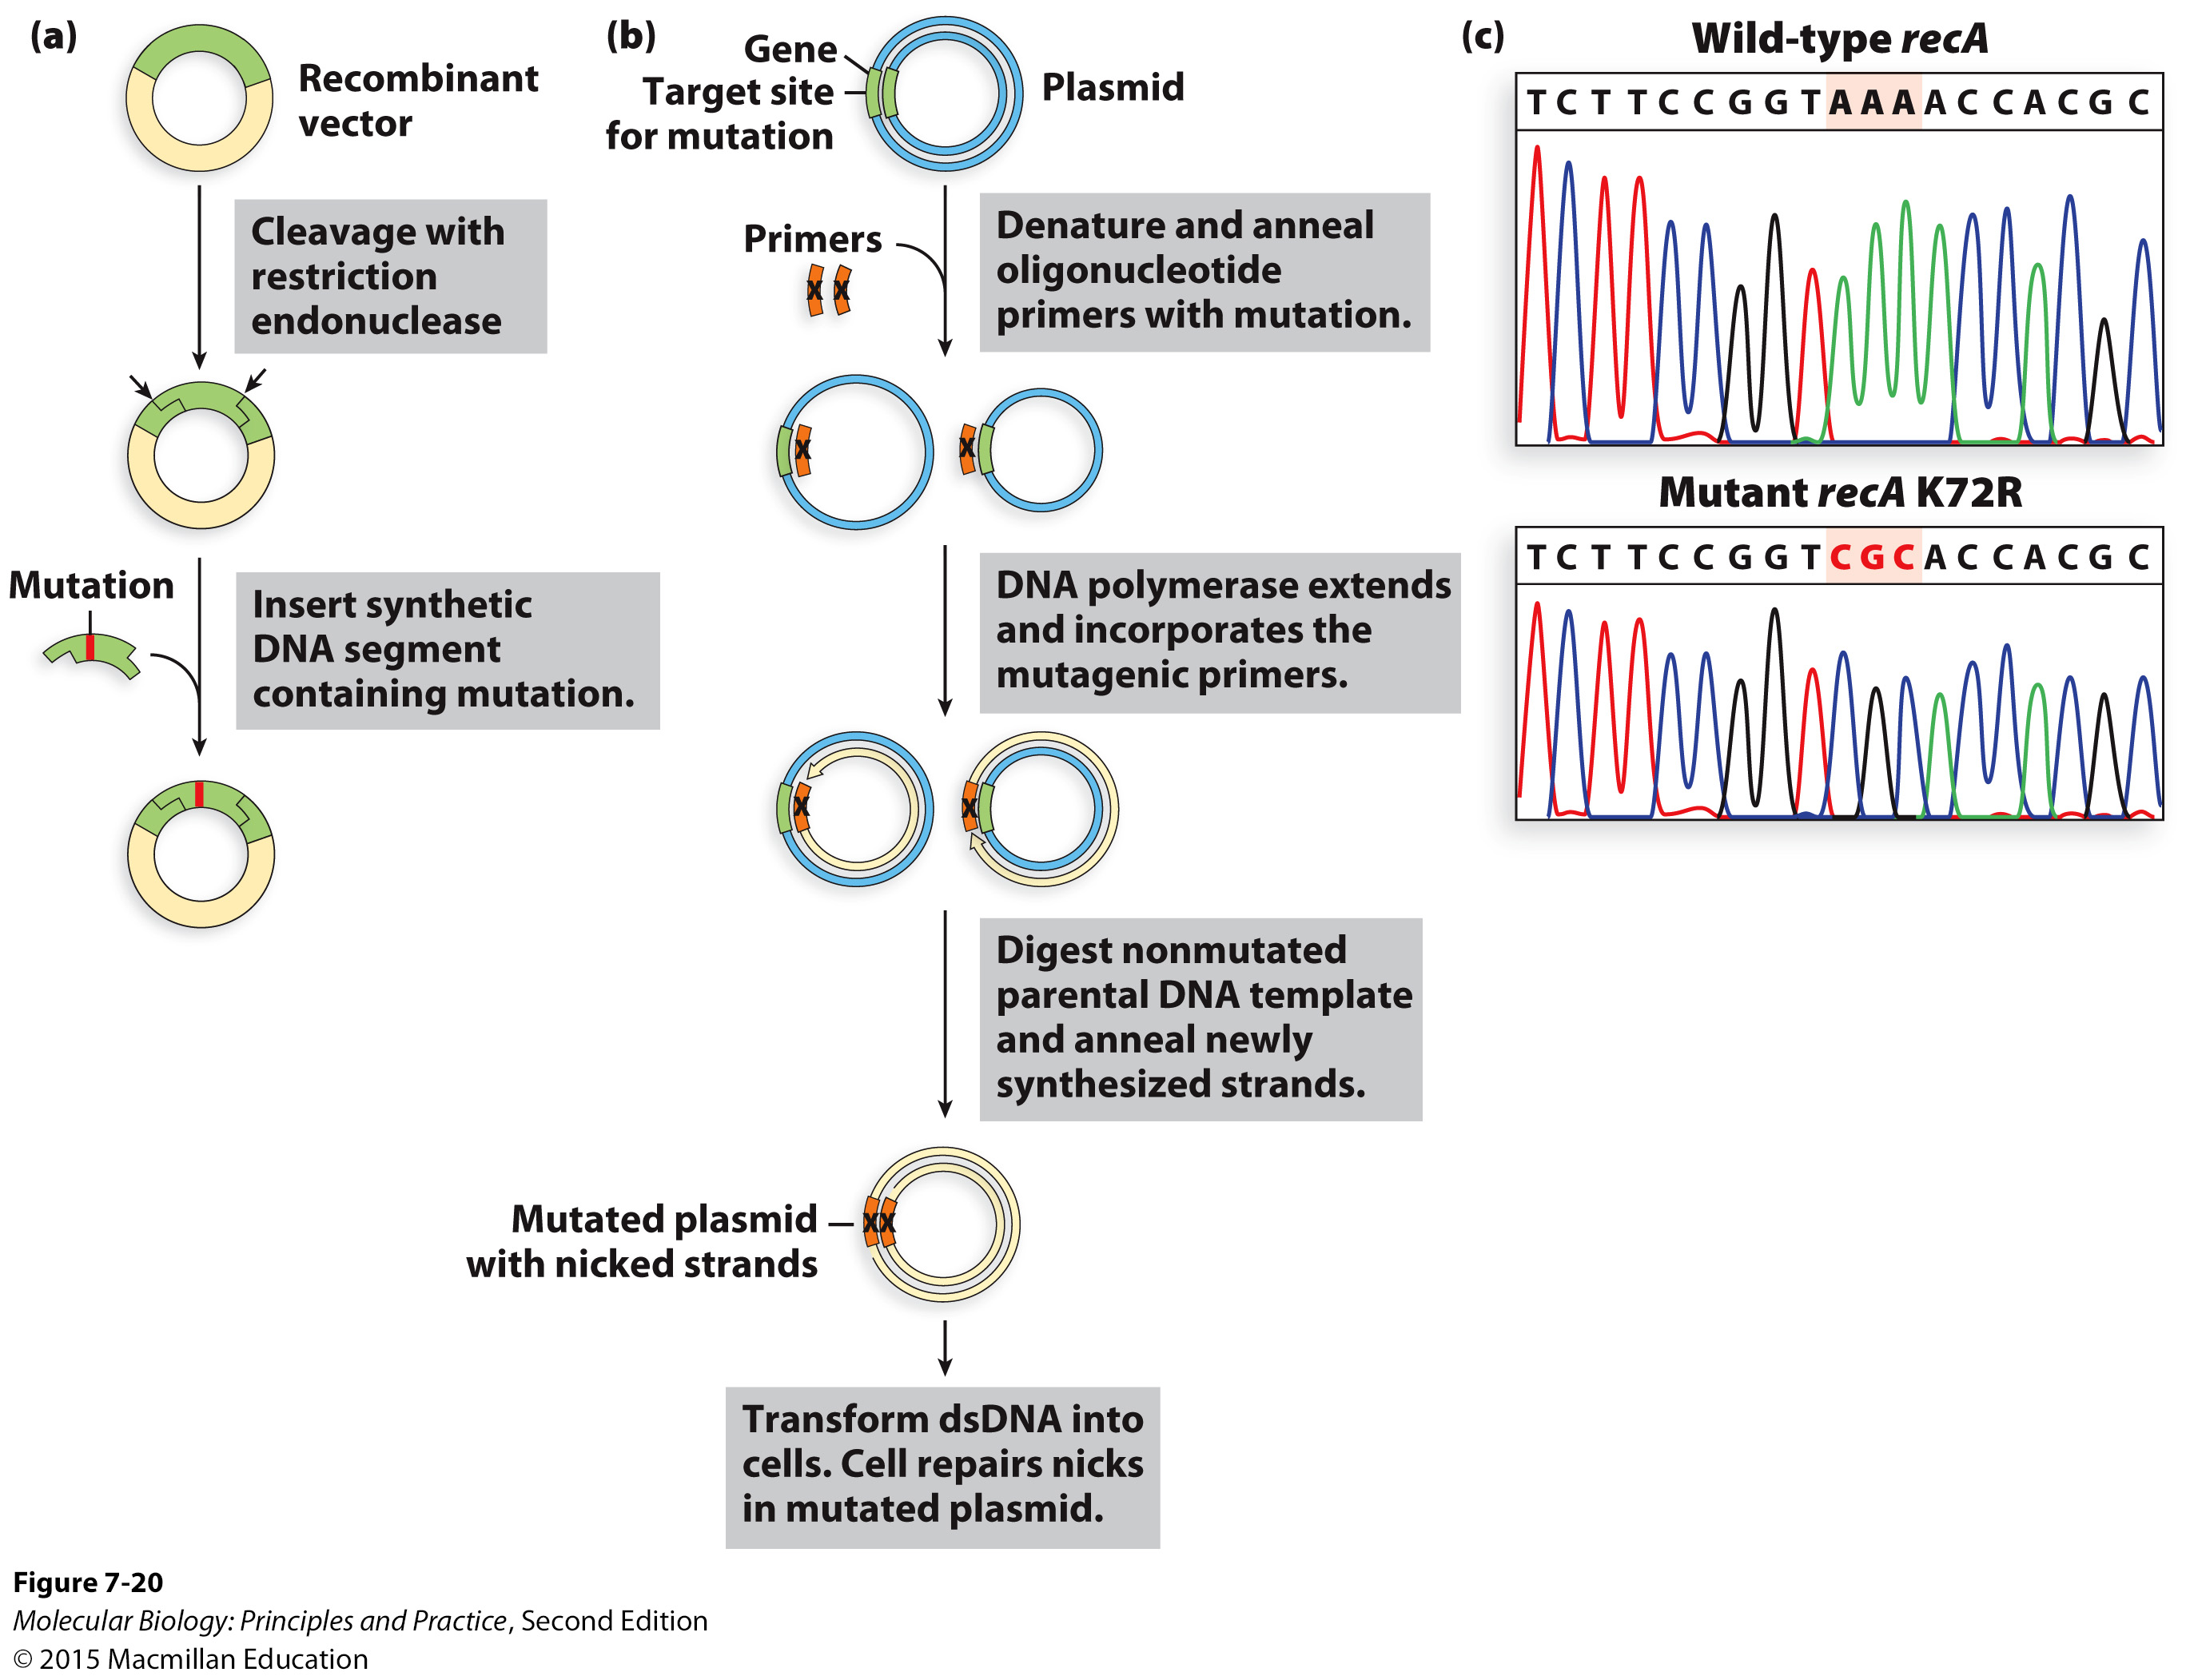 (a)
Recombinant
vector
Cleavage with
restriction
endonuclease
Mutation
Insert synthetic
DNA segment
containing mutation.
(b)
Gene
Target site
for mutation
Plasmid
Primers
X X
Denature and anneal
oligonucleotide
primers with mutation.
X X
DNA polymerase extends
and incorporates the
mutagenic primers.
X X
Digest nonmutated
parental DNA template
and anneal newly
synthesized strands.
Mutated plasmid
with nicked strands
XX
Transform dsDNA into
cells. Cell repairs nicks
in mutated plasmid.
(c)
Wild-type recA
T C T T C C G G T A A A A C C A C G C
Mutant recA K72R
T C T T C C G G T C G C A C C A C G C
Figure 7-20
Molecular Biology: Principles and Practice, Second Edition
© 2015 Macmillan Education